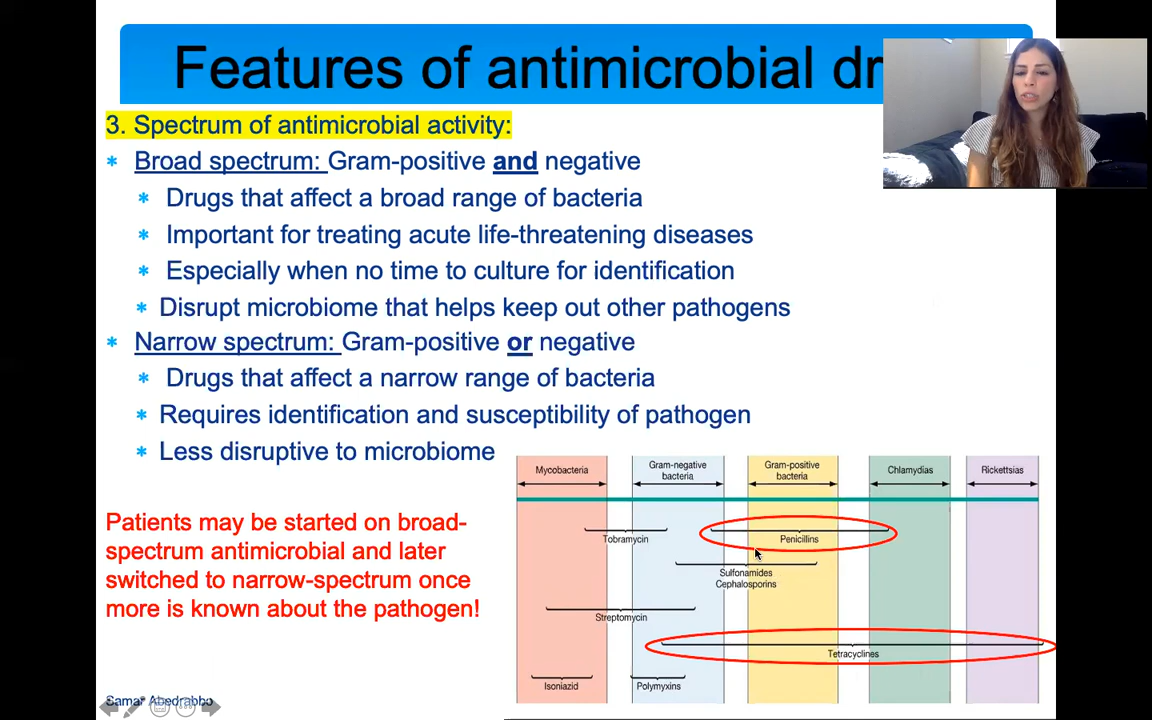 Features of antimicrobial dr
3. Spectrum of antimicrobial activity:
* Broad spectrum: Gram-positive and negative
* Drugs that affect a broad range of bacteria
* Important for treating acute life-threatening diseases
* Especially when no time to culture for identification
* Disrupt microbiome that helps keep out other pathogens
* Narrow spectrum: Gram-positive or negative
* Drugs that affect a narrow range of bacteria
* Requires identification and susceptibility of pathogen
* Less disruptive to microbiome
Patients may be started on broad-
spectrum antimicrobial and later
switched to narrow-spectrum once
more is known about the pathogen!
Mycobacteria
Gram-negative
bacteria
Gram-positive
bacteria
Chlamydias
Rickettsias
Tobramycin
Penicillins
Sulfonamides
Cephalosporins
Streptomycin
Tetracyclines
Isoniazid
Polymyxins
Samar Abedrabbo